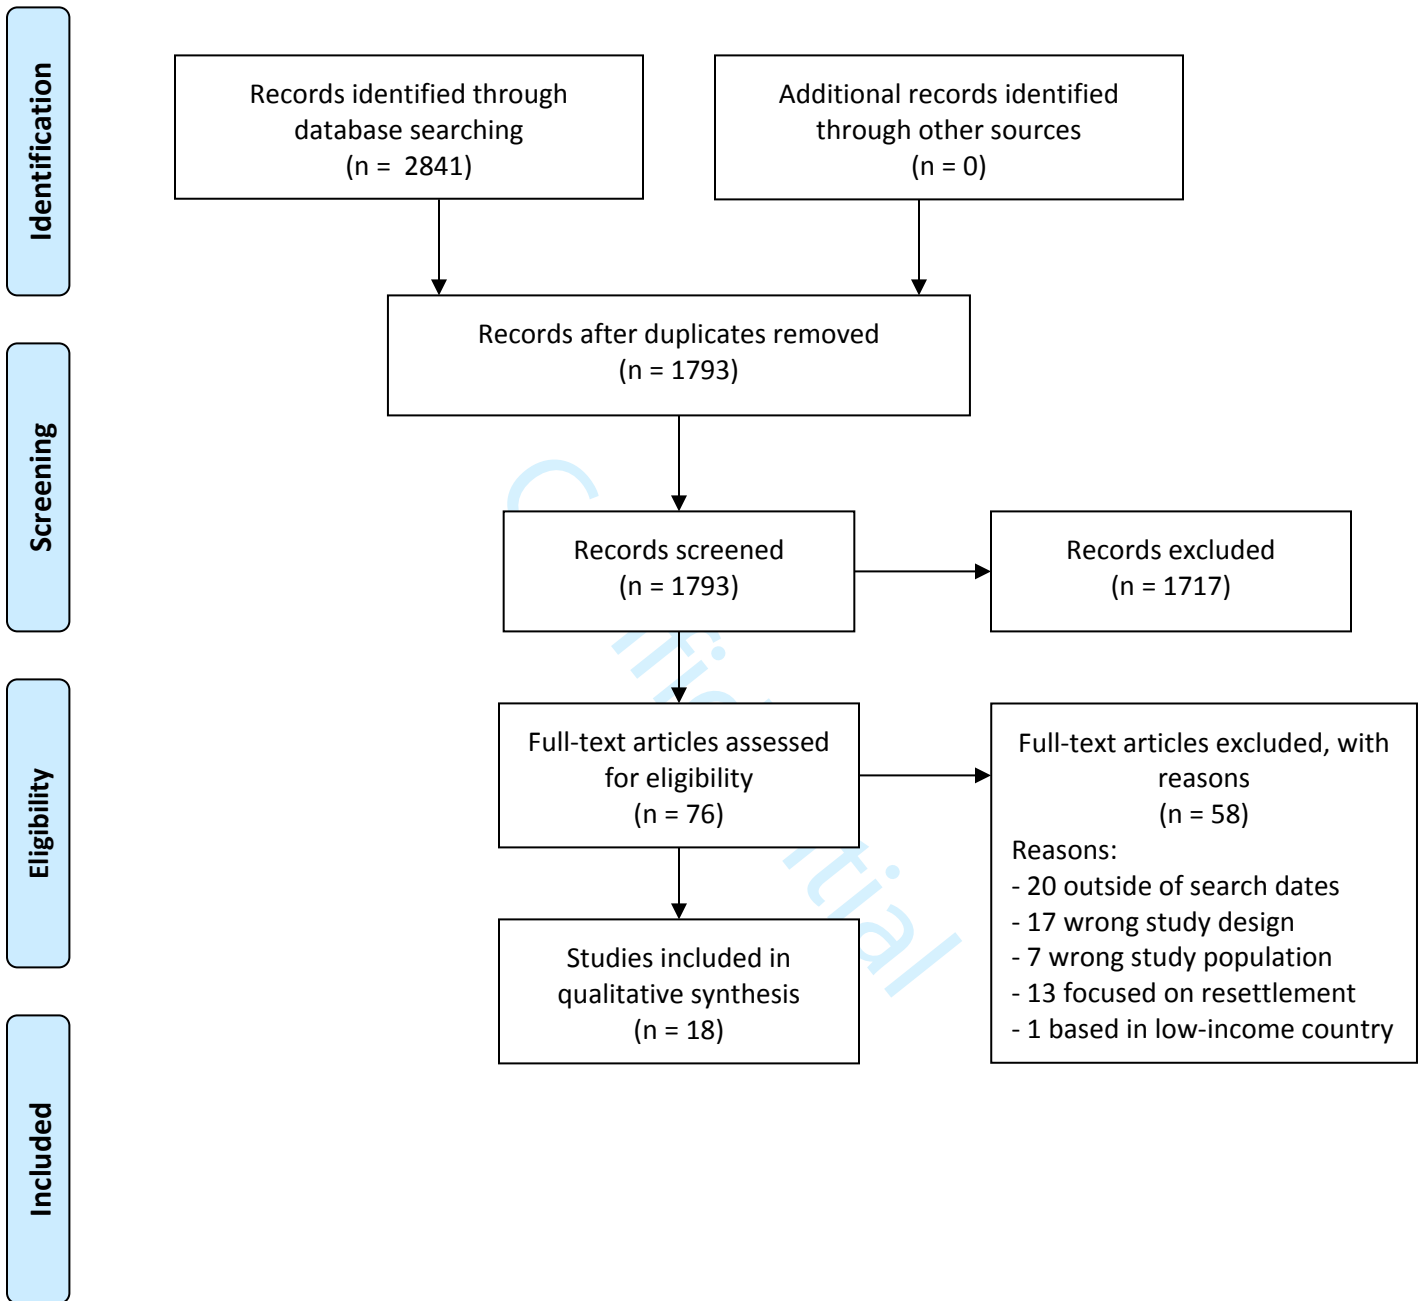 Identification
Records identified through
database searching
(n =  2841)
Additional records identified
through other sources
(n = 0)
Records after duplicates removed
(n = 1793)
Screening
Records screened
(n = 1793)
Records excluded
(n = 1717)
Eligibility
Full-text articles assessed
for eligibility
(n = 76)
Full-text articles excluded, with
reasons
(n = 58)
Reasons:
- 20 outside of search dates
- 17 wrong study design
- 7 wrong study population
- 13 focused on resettlement
- 1 based in low-income country
Studies included in
qualitative synthesis
(n = 18)
Included
Confidential